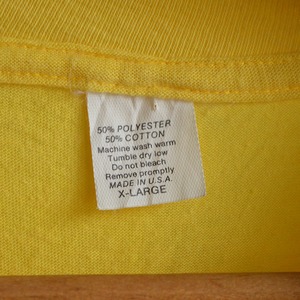 50% POLYESTER
50% COTTON
Machine wash warm
Tumble dry low
Do not bleach
Remove promptly
MADE IN U.S.A.
X-LARGE